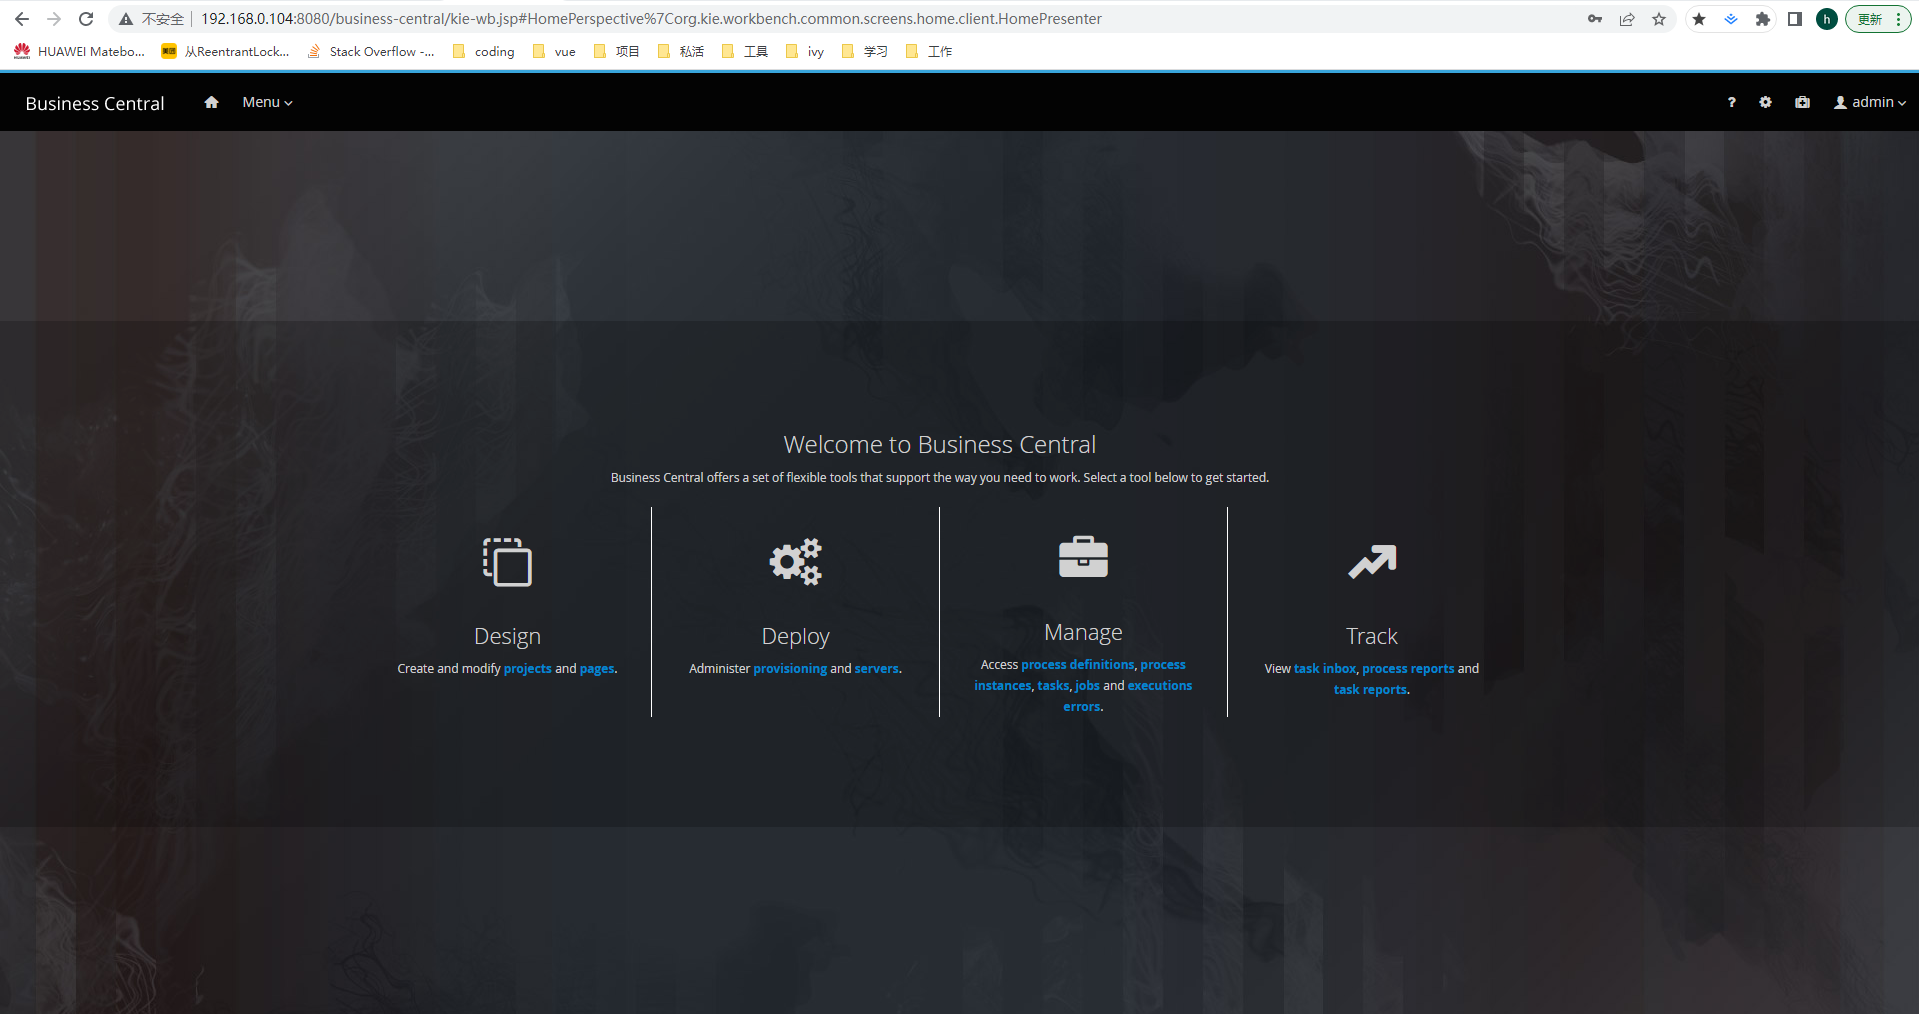 不安全 192.168.0.104:8080/business-central/kie-wb.jsp#HomePerspective%7Corg.kie.workbench.common.screens.home.client.HomePresenter h 更新
HUAWEI Matebo... 从ReentrantLock... Stack Overflow -... coding vue 项目 私活 工具 ivy 学习 工作
Business Central Menu ? admin
Welcome to Business Central
Business Central offers a set of flexible tools that support the way you need to work. Select a tool below to get started.
Design
Create and modify projects and pages.
Deploy
Administer provisioning and servers.
Manage
Access process definitions, process
instances, tasks, jobs and executions
errors.
Track
View task inbox, process reports and
task reports.